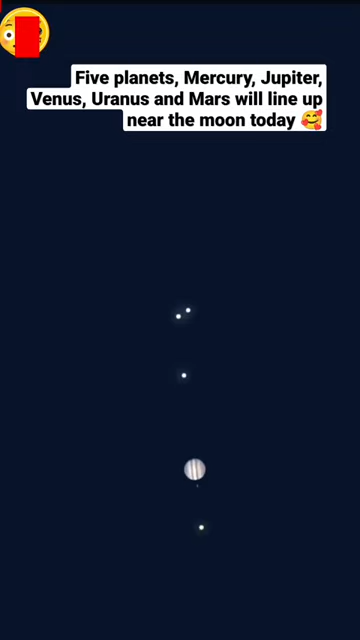 Five planets, Mercury, Jupiter,
Venus, Uranus and Mars will line up
near the moon today 🥰